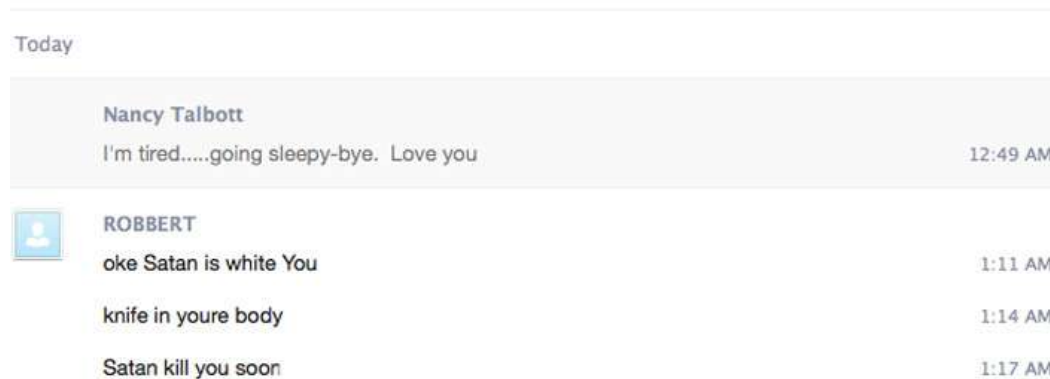 Today
Nancy Talbott
I'm tired.....going sleepy-bye. Love you 12:49 AM
ROBBERT
oke Satan is white You 1:11 AM
knife in youre body 1:14 AM
Satan kill you soon 1:17 AM